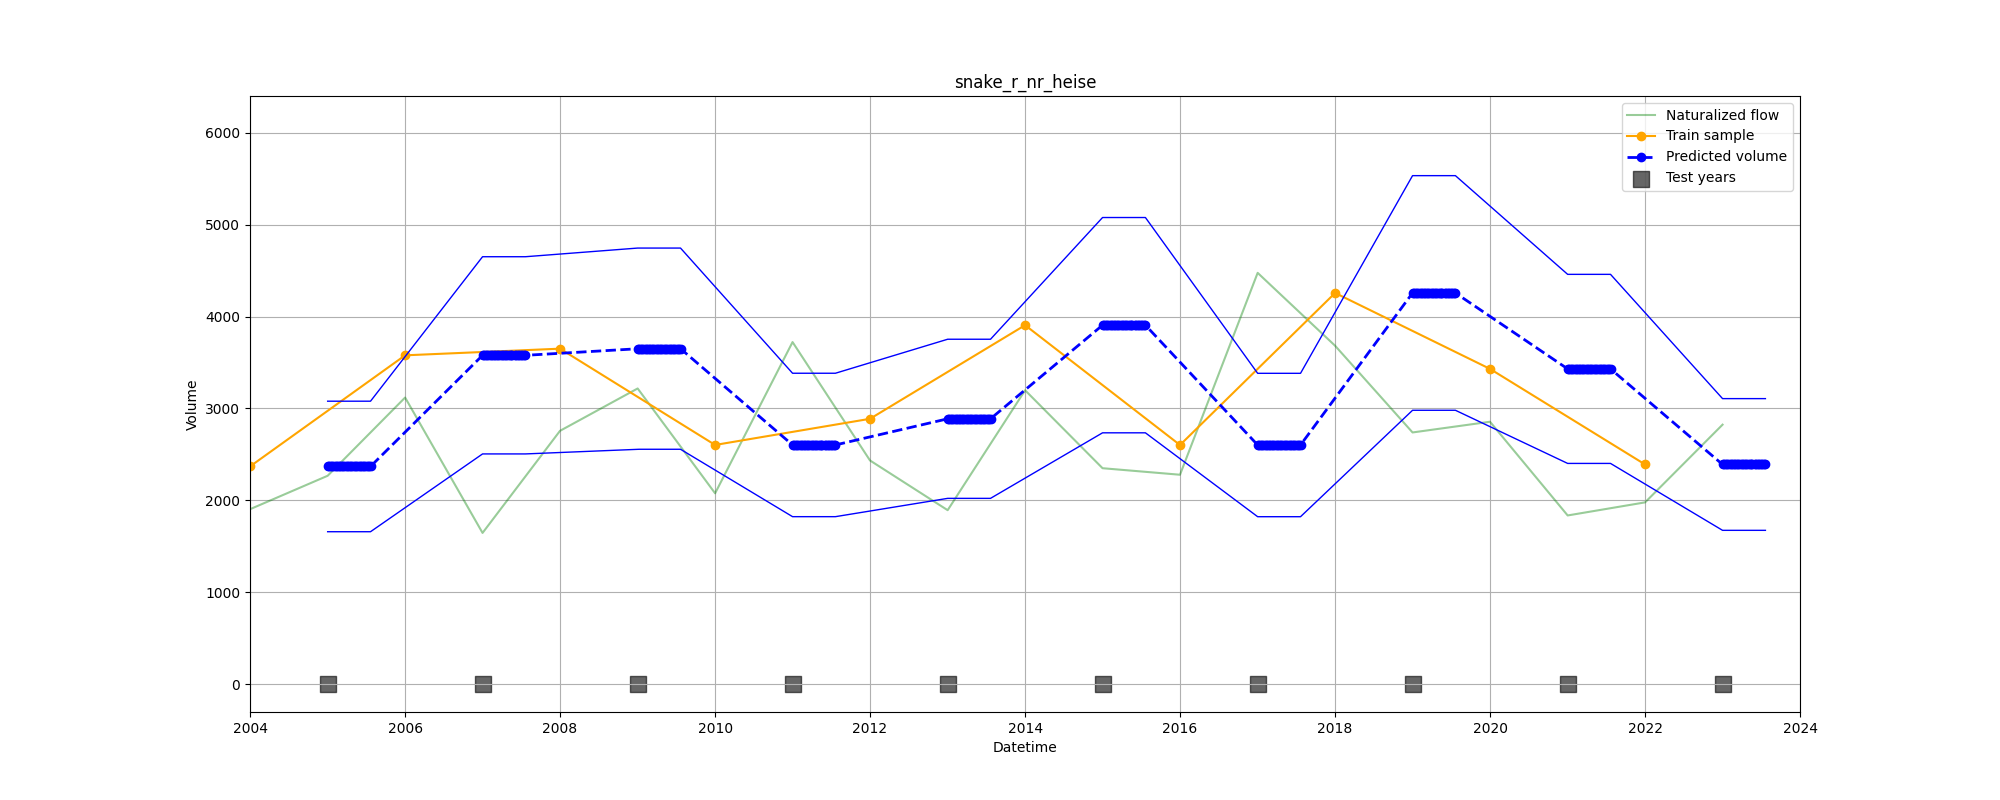 snake_r_nr_heise
Naturalized flow
Train sample
Predicted volume
Test years
Volume
6000
5000
4000
3000
2000
1000
0
2004 2006 2008 2010 2012 2014 2016 2018 2020 2022 2024
Datetime